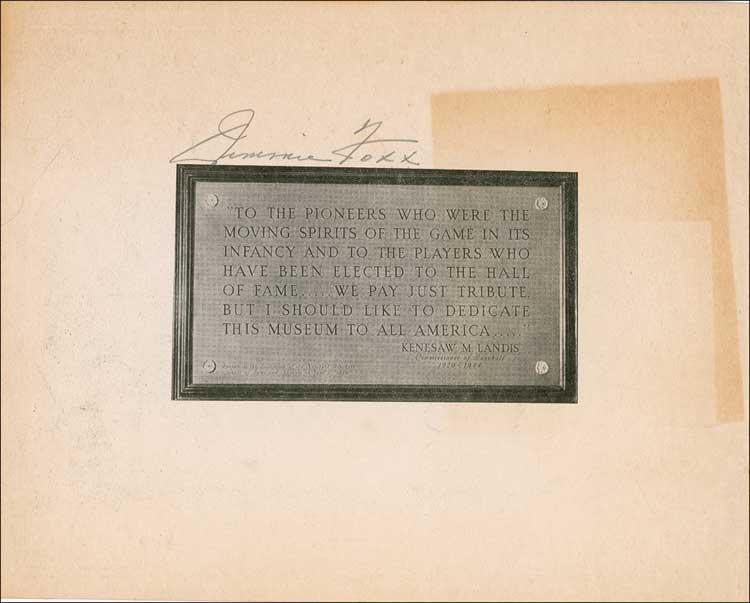 Jimmie Foxx
"TO THE PIONEERS WHO WERE THE
MOVING SPIRITS OF THE GAME IN ITS
INFANCY AND TO THE PLAYERS WHO
HAVE BEEN ELECTED TO THE HALL
OF FAME.....WE PAY JUST TRIBUTE,
BUT I SHOULD LIKE TO DEDICATE
THIS MUSEUM TO ALL AMERICA....."
KENESAW M. LANDIS
Commissioner of Baseball
1920-1944